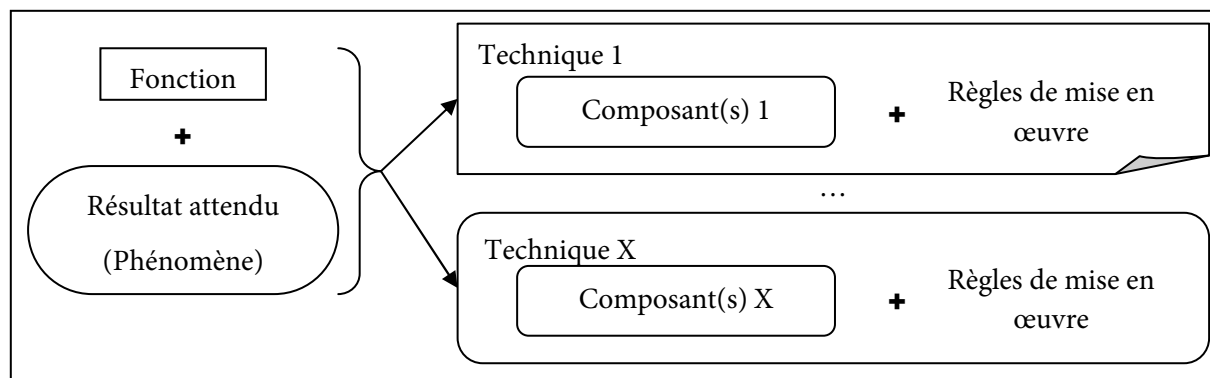 Fonction
+
Résultat attendu
(Phénomène)
Technique 1
Composant(s) 1
+
Règles de mise en
œuvre
…
Technique X
Composant(s) X
+
Règles de mise en
œuvre